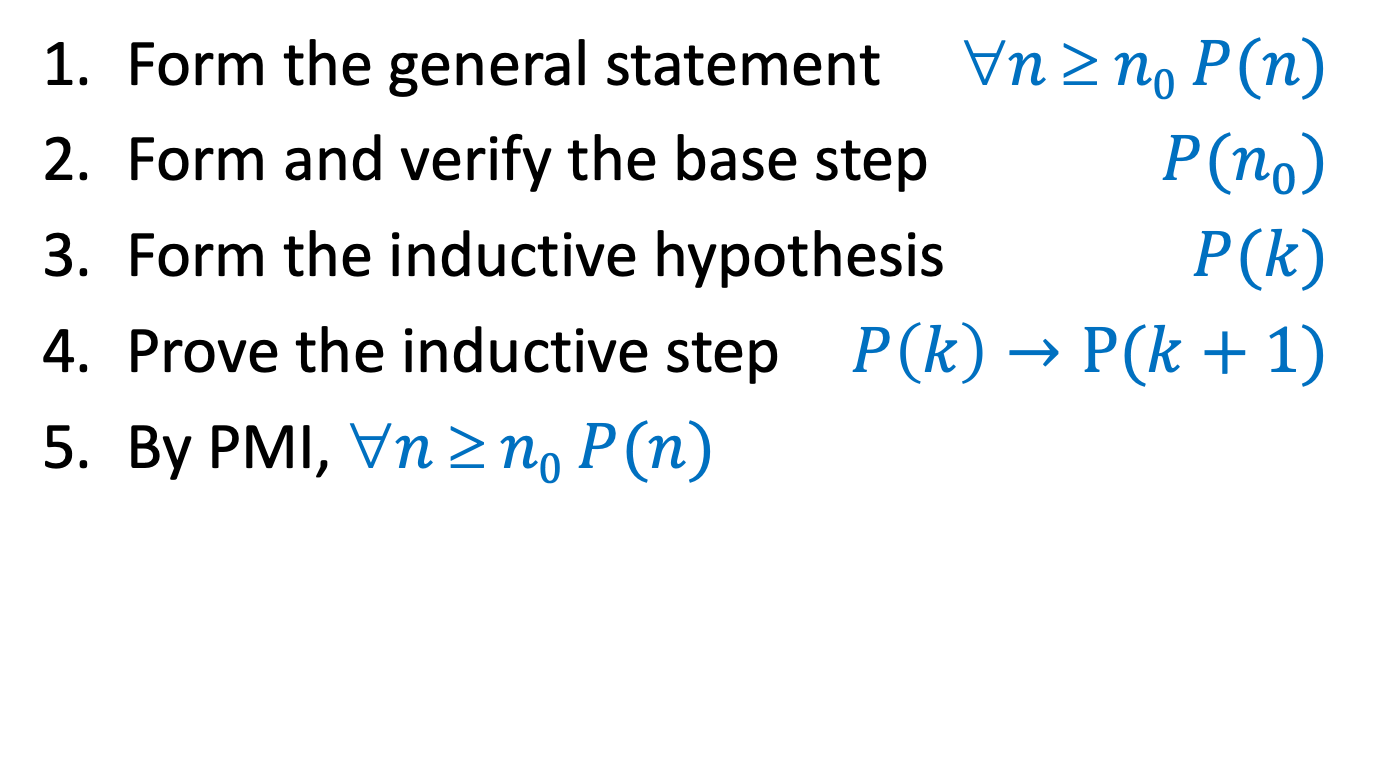 1. Form the general statement ∀n ≥ n₀ P(n)
2. Form and verify the base step P(n₀)
3. Form the inductive hypothesis P(k)
4. Prove the inductive step P(k) → P(k + 1)
5. By PMI, ∀n ≥ n₀ P(n)